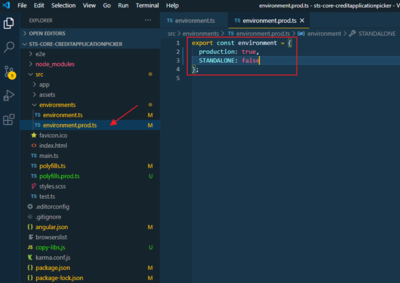 File Edit Selection View Go Run Terminal Help
environment.prod.ts - sts-core-creditapplicationpicker
EXPLORER
OPEN EDITORS
STS-CORE-CREDITAPPLICATIONPICKER
e2e
node_modules
src
app
assets
environments
TS environment.ts M
TS environment.prod.ts M
favicon.ico
index.html
TS main.ts
TS polyfills.ts M
TS polyfills.prod.ts U
styles.scss
TS test.ts
.editorconfig
.gitignore
angular.json M
browserslist
copy-libs.js U
karma.conf.js
package.json M
package-lock.json M
TS environment.ts TS environment.prod.ts
src > environments > TS environment.prod.ts > environment > STANDALONE
1 export const environment = {
2 production: true,
3 STANDALONE: false
4 };